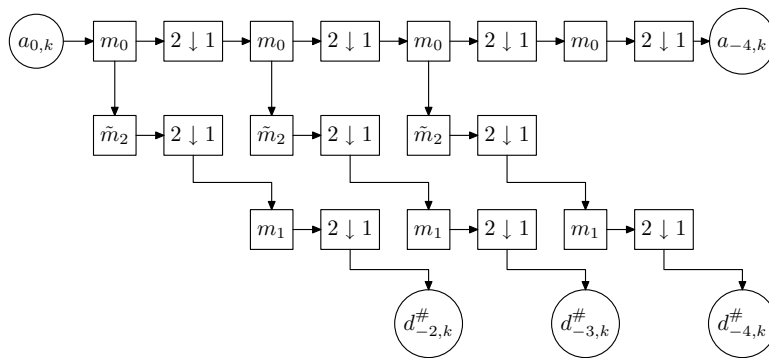 a_{0,k} m_0 2 ↓ 1 m_0 2 ↓ 1 m_0 2 ↓ 1 m_0 2 ↓ 1 a_{-4,k}
m̃_2 2 ↓ 1 m̃_2 2 ↓ 1 m̃_2 2 ↓ 1
m_1 2 ↓ 1 m_1 2 ↓ 1 m_1 2 ↓ 1
d^#_{-2,k} d^#_{-3,k} d^#_{-4,k}